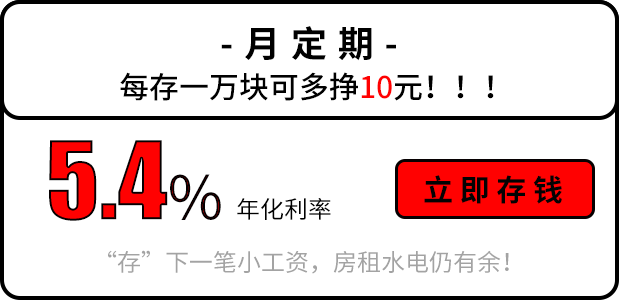 -月定期-
每存一万块可多挣10元！！！
5.4% 年化利率
立即存钱
“存”下一笔小工资，房租水电仍有余！